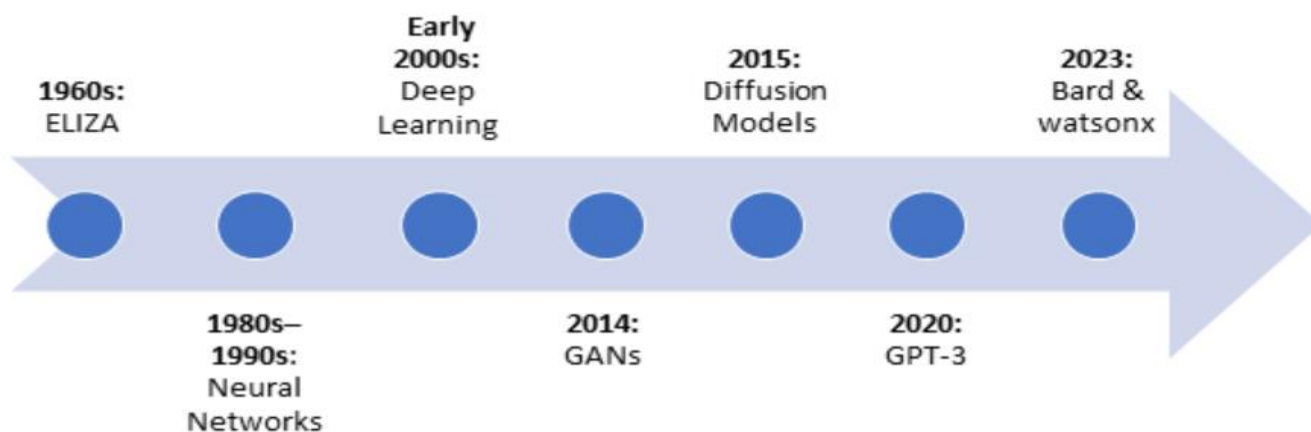 1960s:
ELIZA
1980s–
1990s:
Neural
Networks
Early
2000s:
Deep
Learning
2014:
GANs
2015:
Diffusion
Models
2020:
GPT-3
2023:
Bard &
watsonx